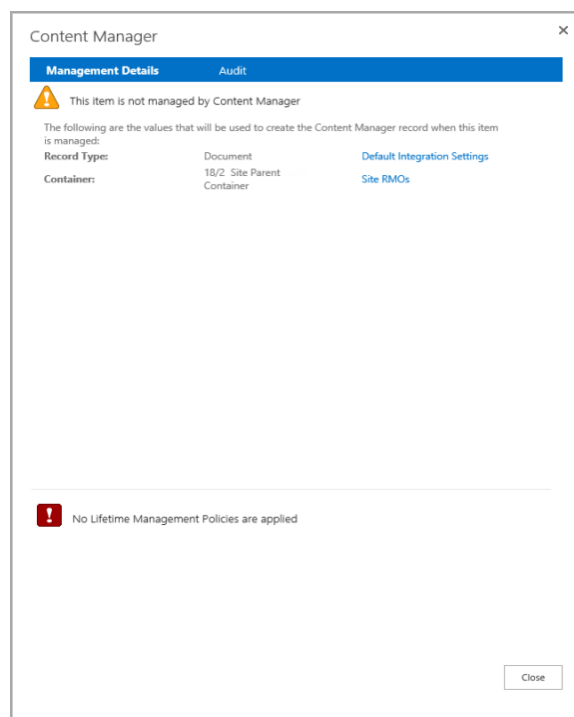 Content Manager
Management Details Audit
This item is not managed by Content Manager
The following are the values that will be used to create the Content Manager record when this item
is managed:
Record Type: Document Default Integration Settings
Container: 18/2 Site Parent Container Site RMOs
No Lifetime Management Policies are applied
Close